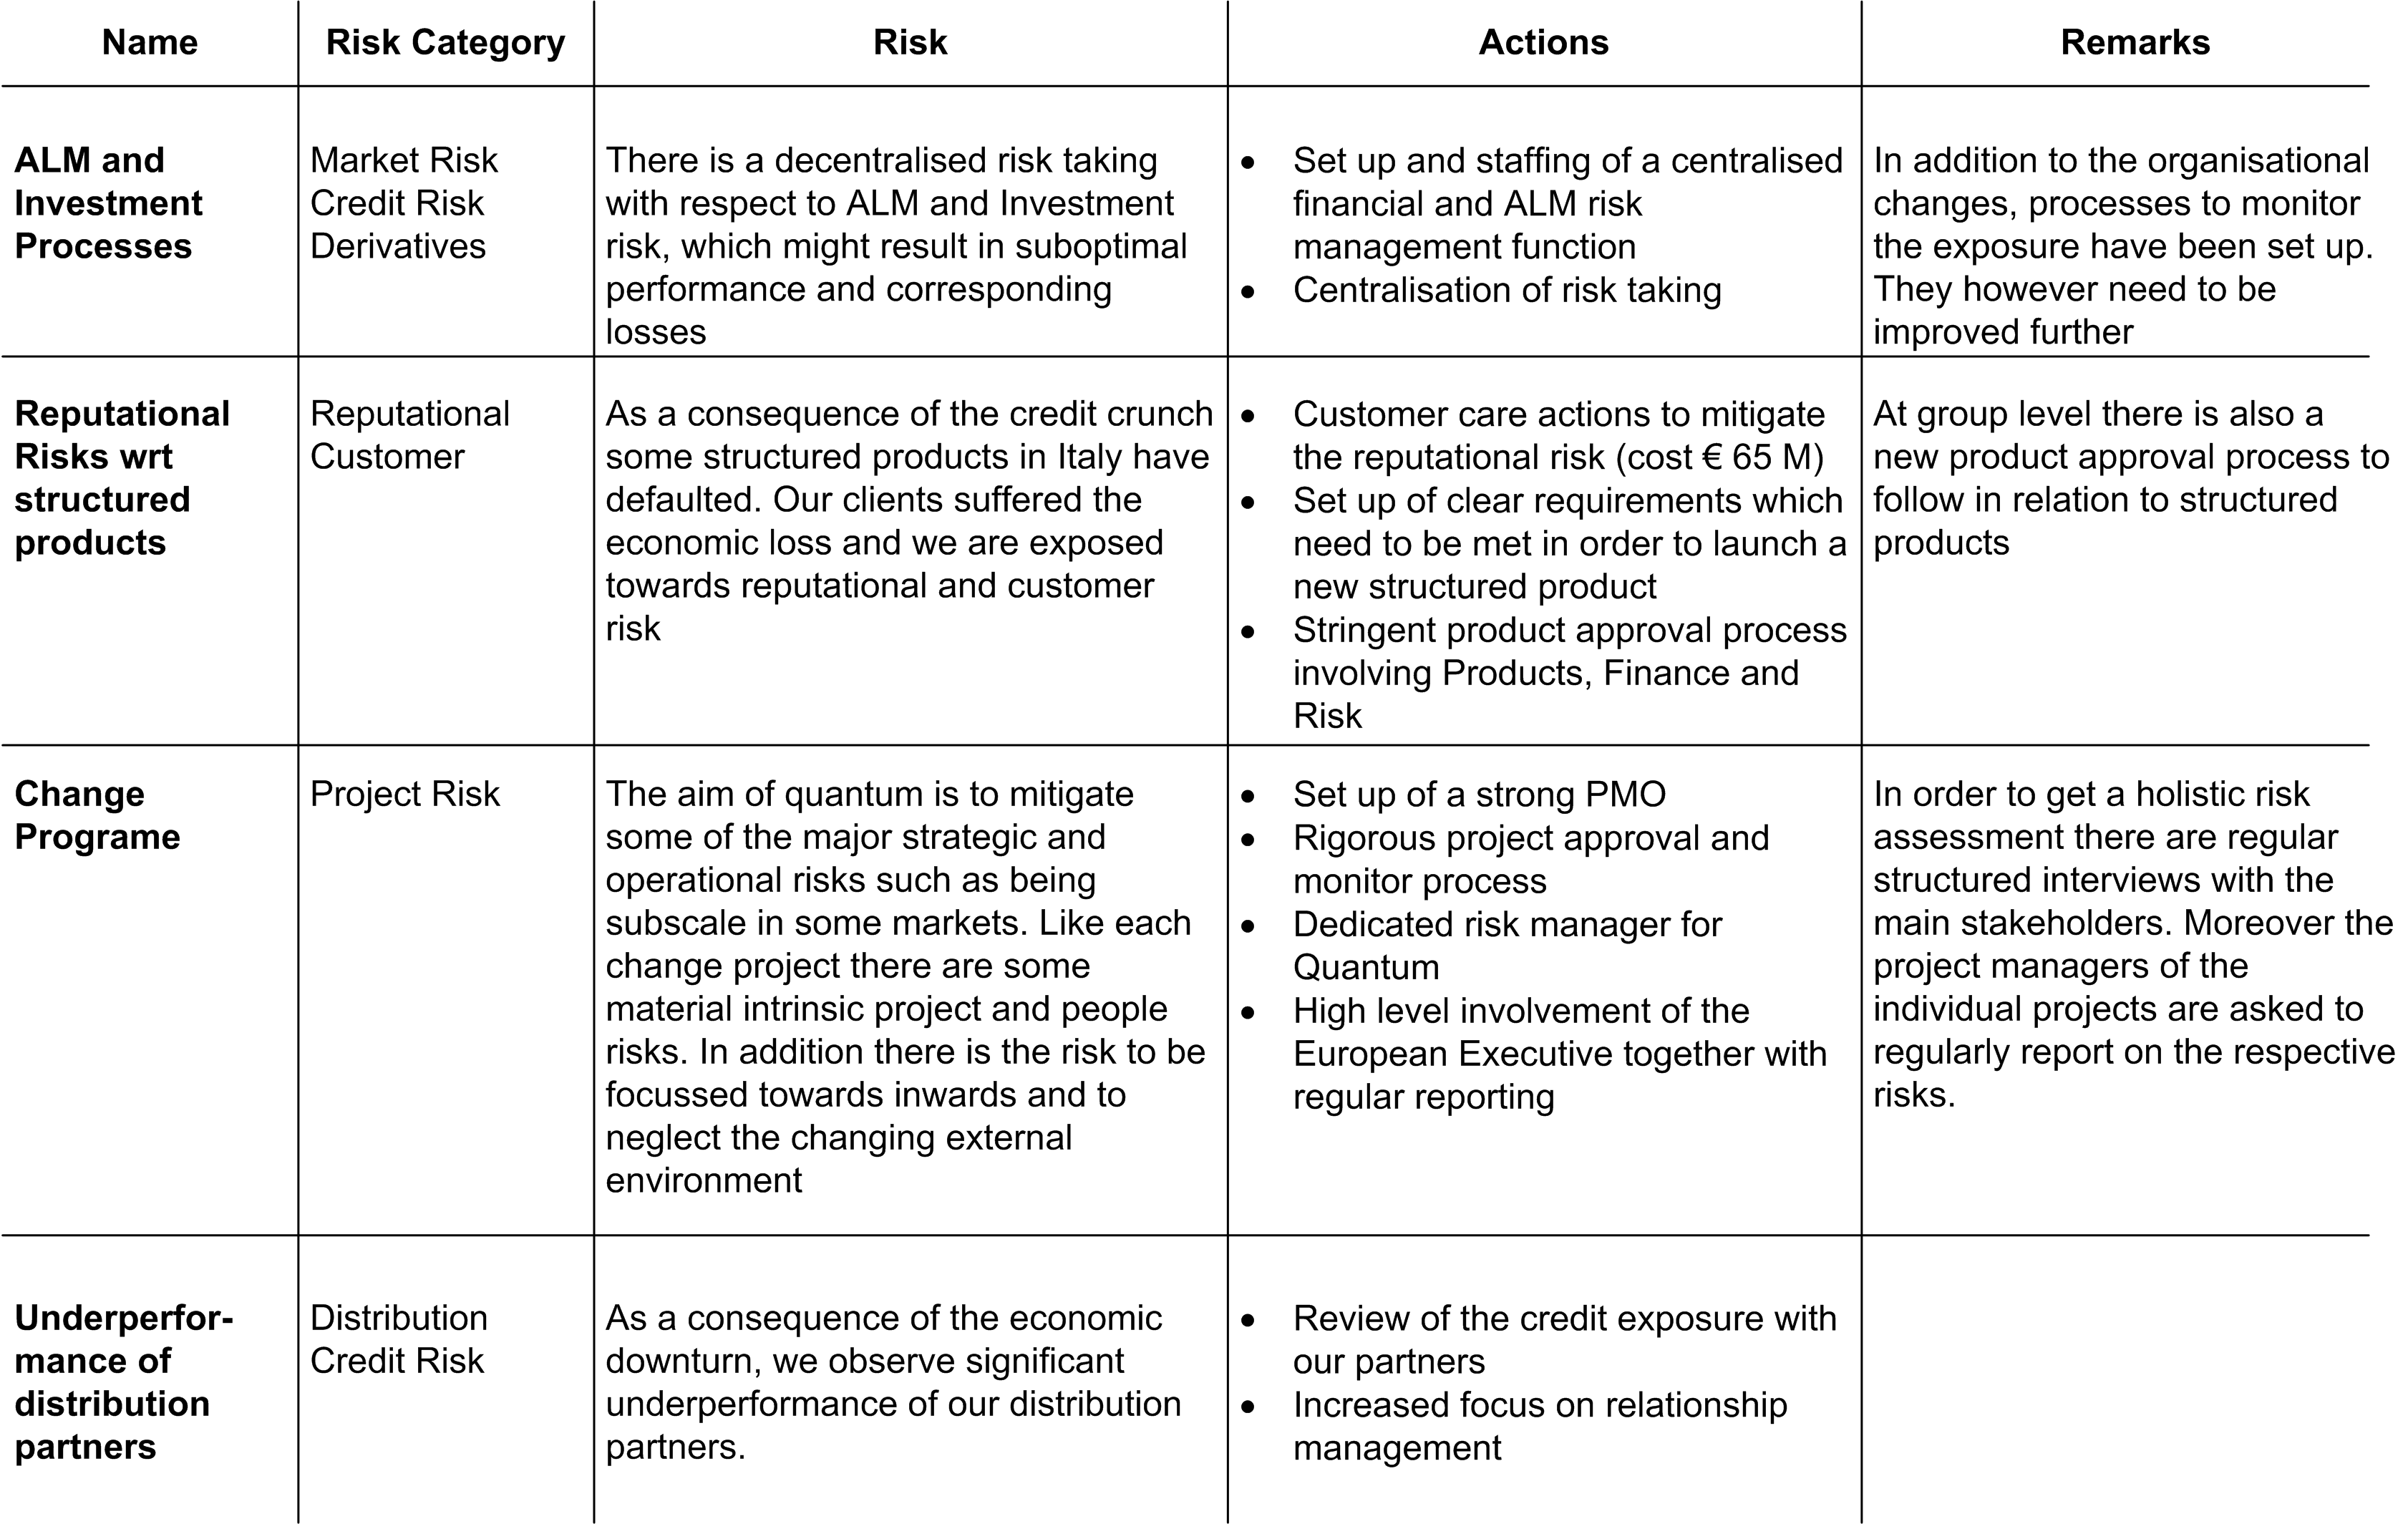 Name
Risk Category
Risk
Actions
Remarks
ALM and
Investment
Processes
Market Risk
Credit Risk
Derivatives
There is a decentralised risk taking
with respect to ALM and Investment
risk, which might result in suboptimal
performance and corresponding
losses
• Set up and staffing of a centralised
financial and ALM risk
management function
• Centralisation of risk taking
In addition to the organisational
changes, processes to monitor
the exposure have been set up.
They however need to be
improved further
Reputational
Risks wrt
structured
products
Reputational
Customer
As a consequence of the credit crunch
some structured products in Italy have
defaulted. Our clients suffered the
economic loss and we are exposed
towards reputational and customer
risk
• Customer care actions to mitigate
the reputational risk (cost € 65 M)
• Set up of clear requirements which
need to be met in order to launch a
new structured product
• Stringent product approval process
involving Products, Finance and
Risk
At group level there is also a
new product approval process to
follow in relation to structured
products
Change
Programe
Project Risk
The aim of quantum is to mitigate
some of the major strategic and
operational risks such as being
subscale in some markets. Like each
change project there are some
material intrinsic project and people
risks. In addition there is the risk to be
focussed towards inwards and to
neglect the changing external
environment
• Set up of a strong PMO
• Rigorous project approval and
monitor process
• Dedicated risk manager for
Quantum
• High level involvement of the
European Executive together with
regular reporting
In order to get a holistic risk
assessment there are regular
structured interviews with the
main stakeholders. Moreover the
project managers of the
individual projects are asked to
regularly report on the respective
risks.
Underperfor-
mance of
distribution
partners
Distribution
Credit Risk
As a consequence of the economic
downturn, we observe significant
underperformance of our distribution
partners.
• Review of the credit exposure with
our partners
• Increased focus on relationship
management